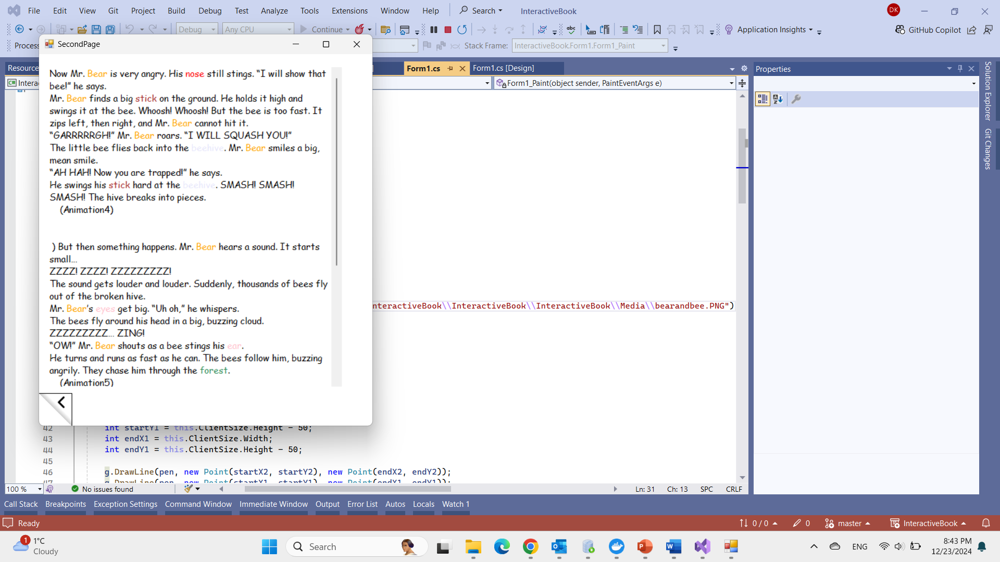 File Edit View Git Project Build Debug Test Analyze Tools Extensions Window Help Search InteractiveBook DK
Debug Any CPU Continue Application Insights GitHub Copilot
Process Stack Frame: InteractiveBook.Form1.Form1_Paint
SecondPage
Resource Form1.cs Form1.cs [Design] Properties
Intera Form1_Paint(object sender, PaintEventArgs e)
Solution Explorer
Git Changes
Now Mr. Bear is very angry. His nose still stings. “I will show that
bee!” he says.
Mr. Bear finds a big stick on the ground. He holds it high and
swings it at the bee. Whoosh! Whoosh! But the bee is too fast. It
zips left, then right, and Mr. Bear cannot hit it.
“GARRRRRGH!” Mr. Bear roars. “I WILL SQUASH YOU!”
The little bee flies back into the beehive. Mr. Bear smiles a big,
mean smile.
“AH HAH! Now you are trapped!” he says.
He swings his stick hard at the beehive. SMASH! SMASH!
SMASH! The hive breaks into pieces.
(Animation4)
) But then something happens. Mr. Bear hears a sound. It starts
small…
ZZZZ! ZZZZ! ZZZZZZZZZ!
The sound gets louder and louder. Suddenly, thousands of bees fly
out of the broken hive.
Mr. Bear’s eyes get big. “Uh oh,” he whispers.
The bees fly around his head in a big, buzzing cloud.
ZZZZZZZZZ… ZING!
“OW!” Mr. Bear shouts as a bee stings his ear.
He turns and runs as fast as he can. The bees follow him, buzzing
angrily. They chase him through the forest.
(Animation5)
nteractiveBook\\InteractiveBook\\InteractiveBook\\Media\\bearandbee.PNG")
42 int startY1 = this.ClientSize.Height - 50;
43 int endX1 = this.ClientSize.Width;
44 int endY1 = this.ClientSize.Height - 50;
45
46 g.DrawLine(pen, new Point(startX2, startY2), new Point(endX2, endY2));
47 g.DrawLine(pen, new Point(startX1, startY1), new Point(endX1, endY1));
100 % No issues found Ln: 31 Ch: 13 SPC CRLF
Call Stack Breakpoints Exception Settings Command Window Immediate Window Output Error List Autos Locals Watch 1
Ready 0 / 0 0 master InteractiveBook
1 1°C
Cloudy
Search
ENG
8:43 PM
12/23/2024